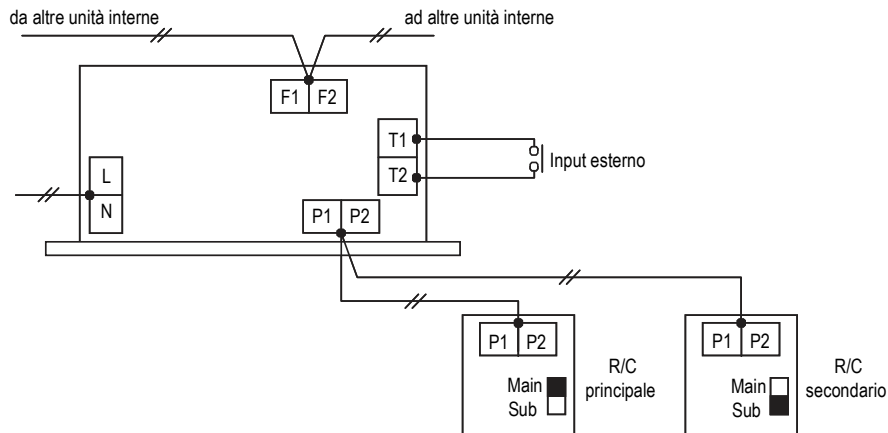 da altre unità interne
ad altre unità interne
F1 F2
T1
T2
Input esterno
L
N
P1 P2
P1 P2
R/C
principale
Main
Sub
P1 P2
R/C
secondario
Main
Sub